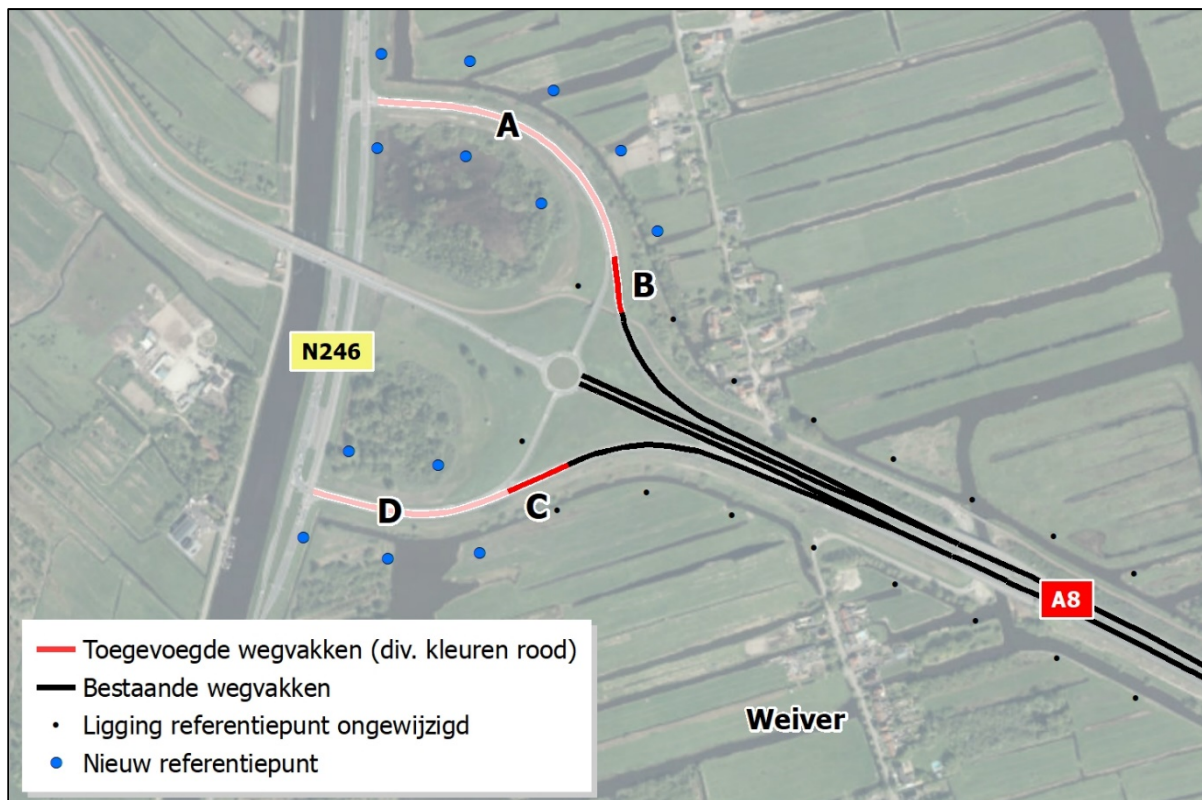 A
B
N246
C
D
A8
Weiver
Toegevoegde wegvakken (div. kleuren rood)
Bestaande wegvakken
Ligging referentiepunt ongewijzigd
Nieuw referentiepunt